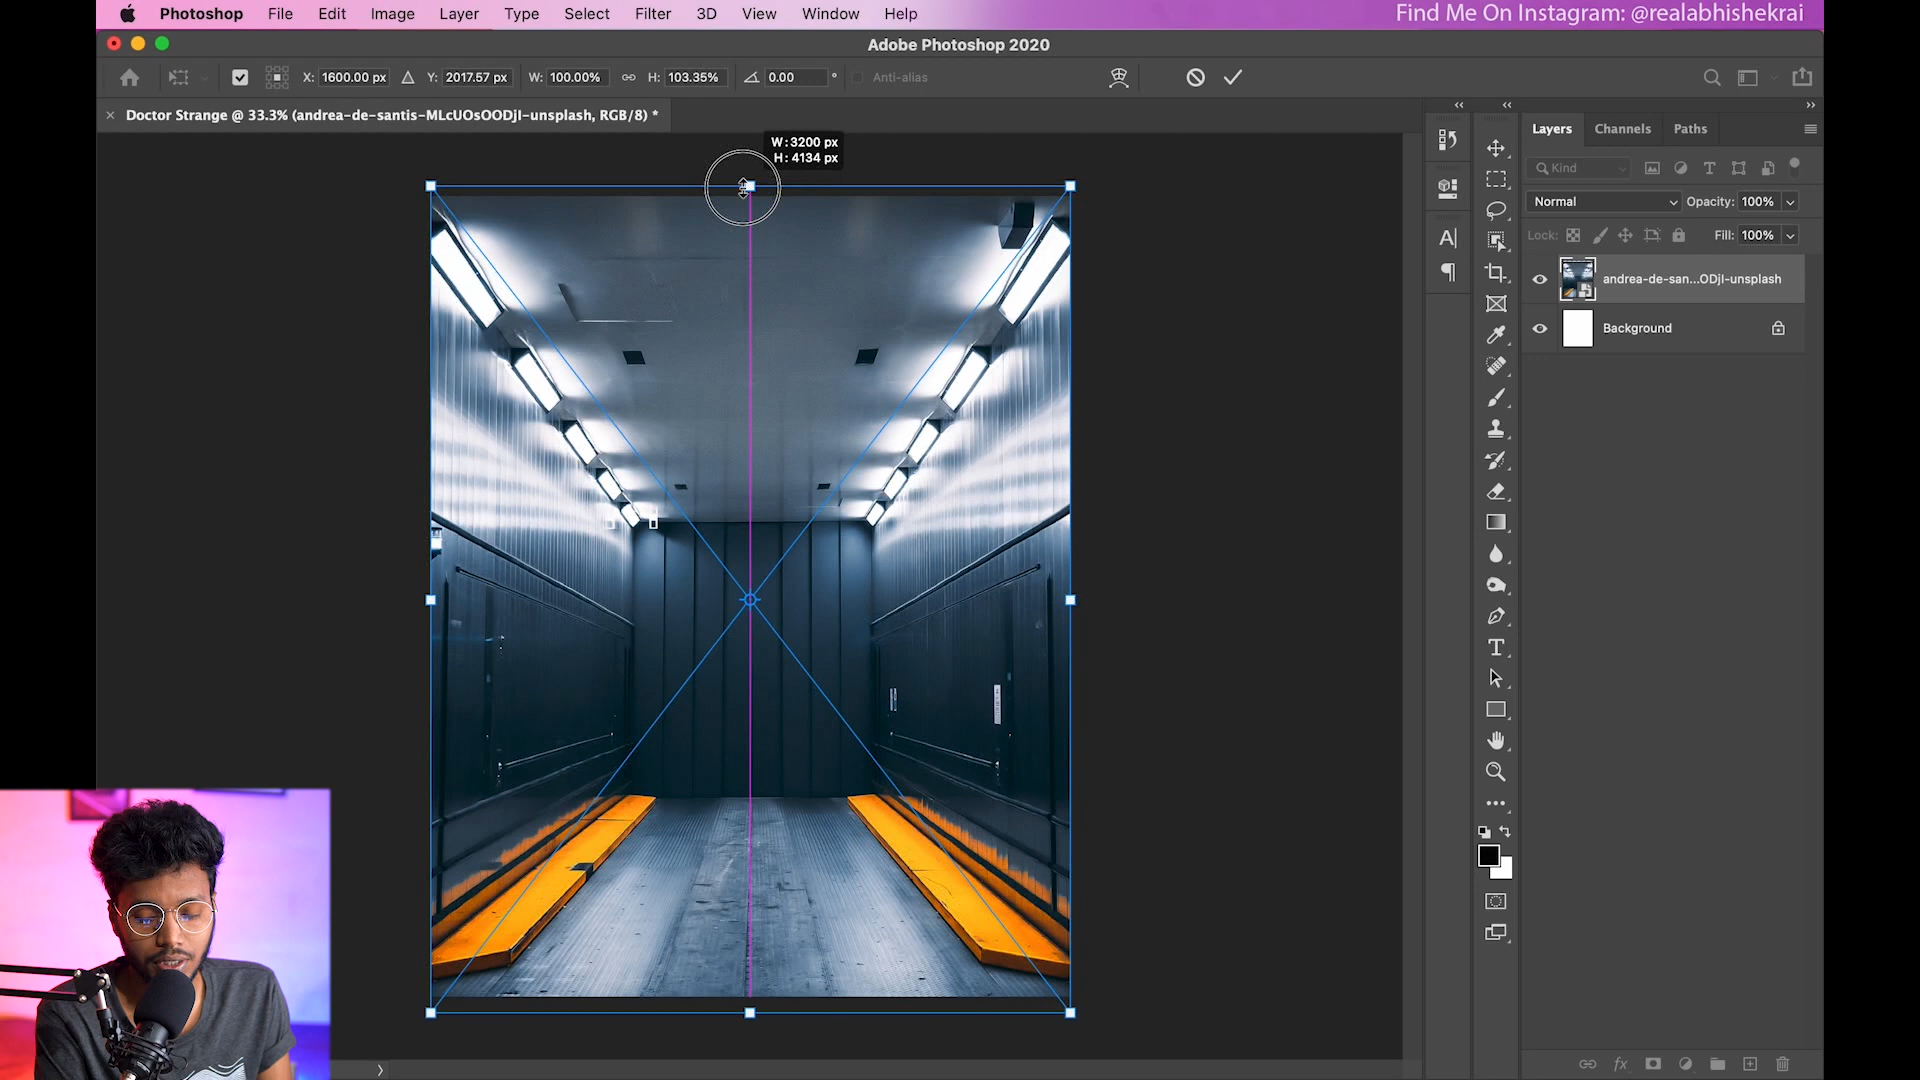 Photoshop File Edit Image Layer Type Select Filter 3D View Window Help
Find Me On Instagram: @realabhishekrai
Adobe Photoshop 2020
X: 1600.00 px Y: 2017.57 px W: 100.00% H: 103.35% 0.00 ° Anti-alias
Doctor Strange @ 33.3% (andrea-de-santis-MLcUOsOODjI-unsplash, RGB/8) *
W: 3200 px
H: 4134 px
Layers Channels Paths
Kind
Normal Opacity: 100%
Lock: Fill: 100%
andrea-de-san...ODjI-unsplash
Background